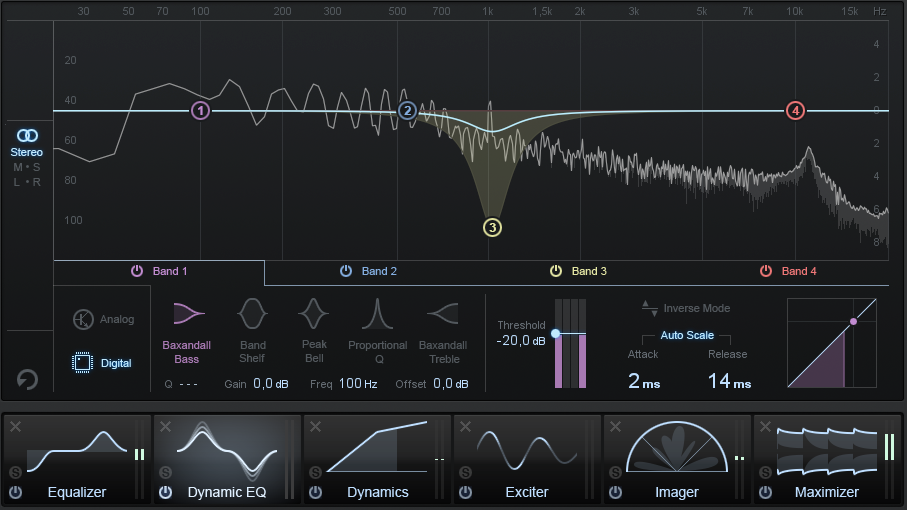 30 50 70 100 200 300 500 700 1k 1,5k 2k 3k 5k 7k 10k 15k Hz
20
40
60
80
100
4
2
0
2
4
6
8
1 2 3 4
Stereo
M • S
L • R
Band 1 Band 2 Band 3 Band 4
Analog
Digital
Baxandall Bass
Band Shelf
Peak Bell
Proportional Q
Baxandall Treble
Q ---
Gain 0,0 dB
Freq 100 Hz
Offset 0,0 dB
Threshold
-20,0 dB
Inverse Mode
Auto Scale
Attack Release
2 ms 14 ms
S S S S S S
Equalizer Dynamic EQ Dynamics Exciter Imager Maximizer